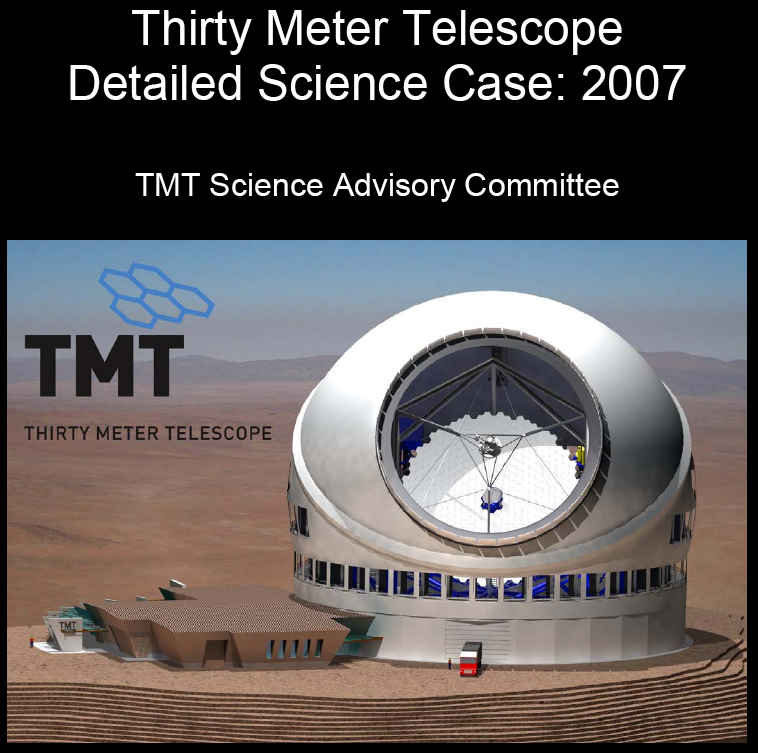 Thirty Meter Telescope
Detailed Science Case: 2007
TMT Science Advisory Committee
TMT
THIRTY METER TELESCOPE
TMT